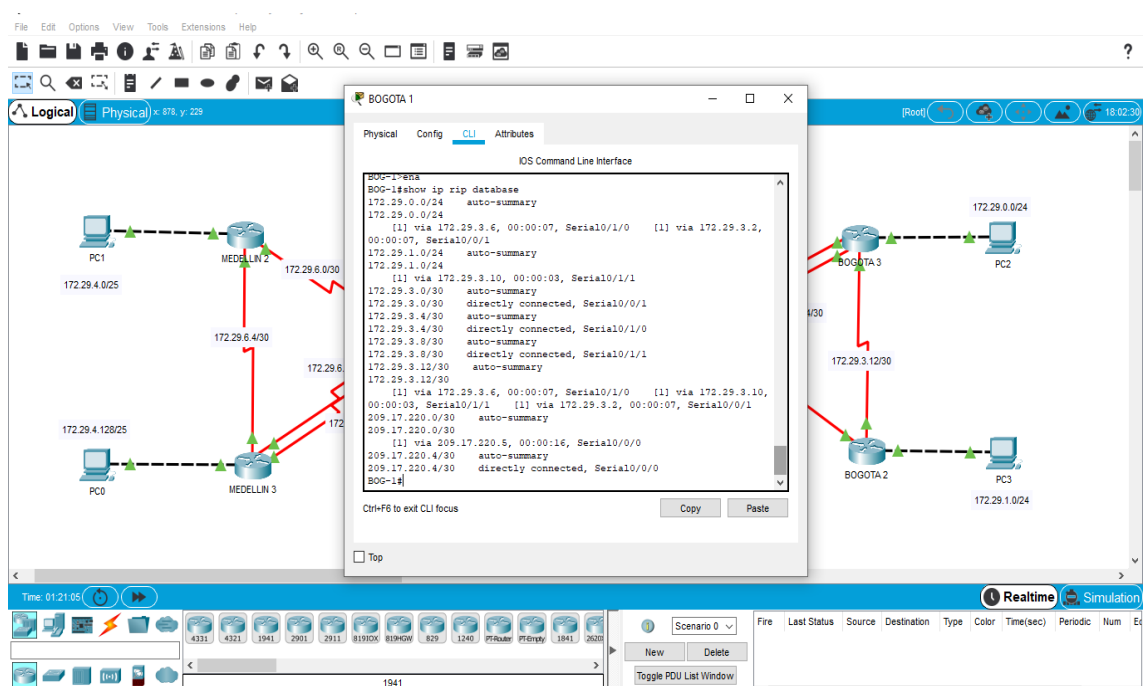 File Edit Options View Tools Extensions Help
?
Logical Physical x: 878, y: 229
[Root] 18:02:30
BOGOTA 1
Physical Config CLI Attributes
IOS Command Line Interface
BOG-1>ena
BOG-1#show ip rip database
172.29.0.0/24 auto-summary
172.29.0.0/24
[1] via 172.29.3.6, 00:00:07, Serial0/1/0 [1] via 172.29.3.2,
00:00:07, Serial0/0/1
172.29.1.0/24 auto-summary
172.29.1.0/24
[1] via 172.29.3.10, 00:00:03, Serial0/1/1
172.29.3.0/30 auto-summary
172.29.3.0/30 directly connected, Serial0/0/1
172.29.3.4/30 auto-summary
172.29.3.4/30 directly connected, Serial0/1/0
172.29.3.8/30 auto-summary
172.29.3.8/30 directly connected, Serial0/1/1
172.29.3.12/30 auto-summary
172.29.3.12/30
[1] via 172.29.3.6, 00:00:07, Serial0/1/0 [1] via 172.29.3.10,
00:00:03, Serial0/1/1 [1] via 172.29.3.2, 00:00:07, Serial0/0/1
209.17.220.0/30 auto-summary
209.17.220.0/30
[1] via 209.17.220.5, 00:00:16, Serial0/0/0
209.17.220.4/30 auto-summary
209.17.220.4/30 directly connected, Serial0/0/0
BOG-1#
Ctrl+F6 to exit CLI focus
Copy Paste
Top
PC1
172.29.4.0/25
MEDELLIN 2
172.29.6.0/30
172.29.6.4/30
172.29.6.
172
172.29.4.128/25
PC0
MEDELLIN 3
172.29.0.0/24
BOGOTA 3
PC2
4/30
172.29.3.12/30
BOGOTA 2
PC3
172.29.1.0/24
Time: 01:21:05
Realtime Simulation
4331 4321 1941 2901 2911 819IOX 819HGW 829 1240 PT-Router PT-Empty 1841 2620
1941
Scenario 0
New Delete
Toggle PDU List Window
Fire Last Status Source Destination Type Color Time(sec) Periodic Num Ed